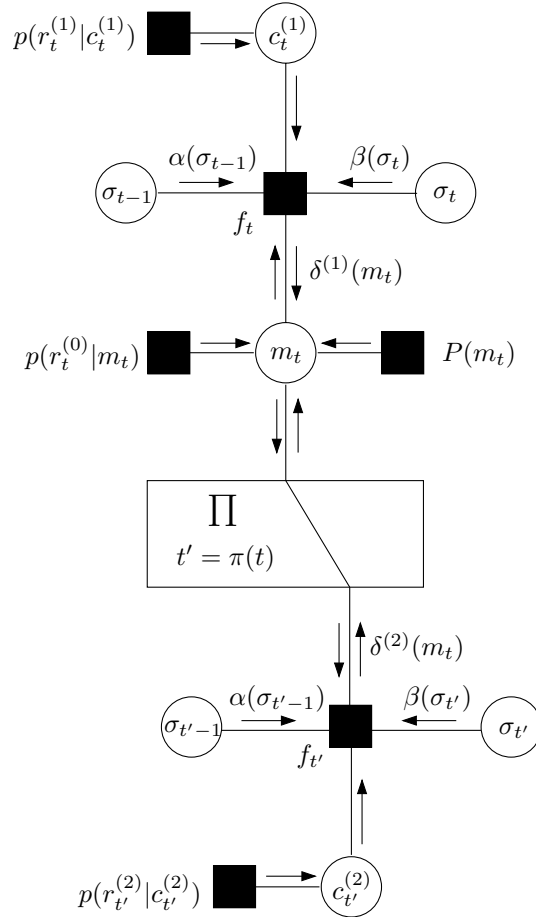 p(r_t^{(1)}|c_t^{(1)})
c_t^{(1)}
α(σ_{t−1})
β(σ_t)
σ_{t−1}
σ_t
f_t
δ^{(1)}(m_t)
p(r_t^{(0)}|m_t)
m_t
P(m_t)
∏
t′ = π(t)
δ^{(2)}(m_t)
α(σ_{t′−1})
β(σ_{t′})
σ_{t′−1}
σ_{t′}
f_{t′}
p(r_{t′}^{(2)}|c_{t′}^{(2)})
c_{t′}^{(2)}